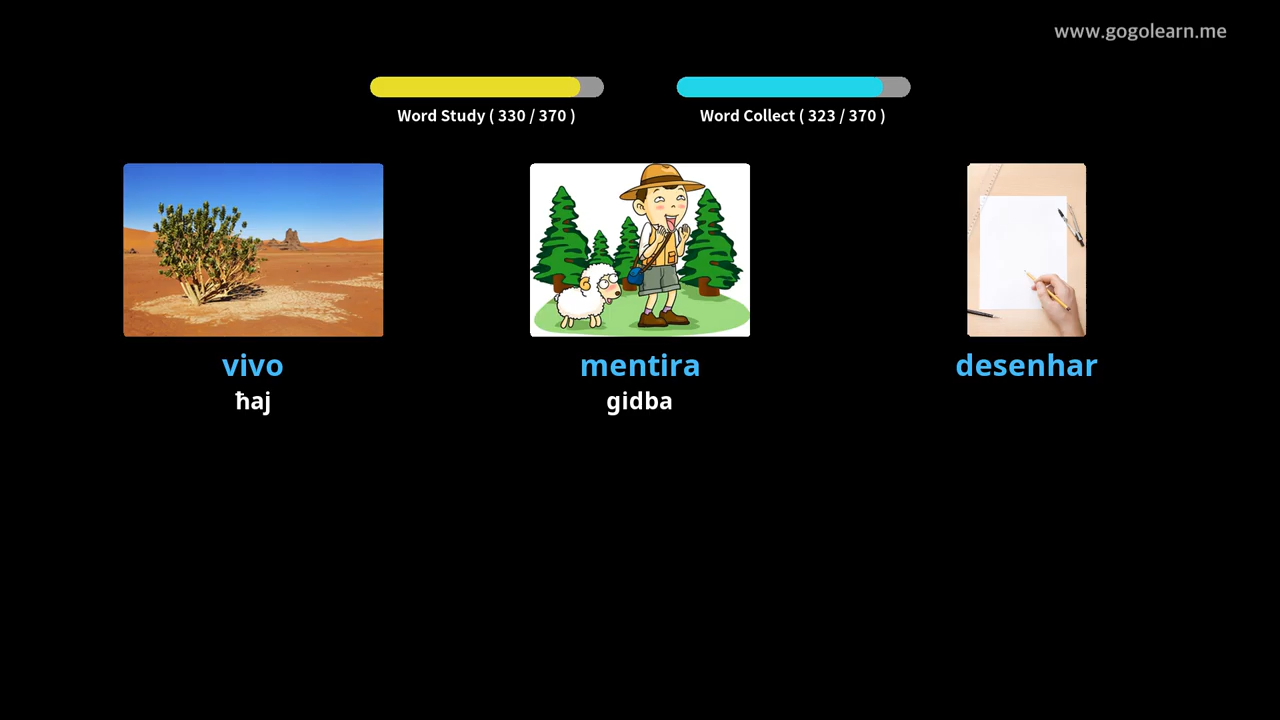 www.gogolearn.me
Word Study ( 330 / 370 )
Word Collect ( 323 / 370 )
vivo
mentira
desenhar
ħaj
gidba